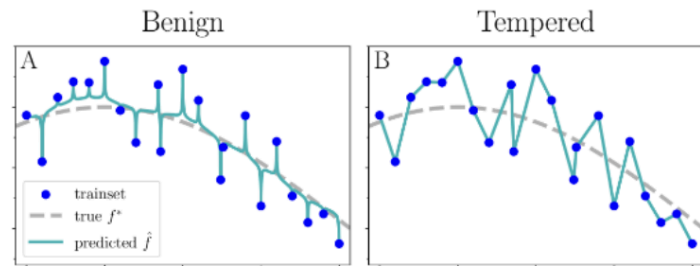 Benign
Tempered
A
B
trainset
true f*
predicted f̂